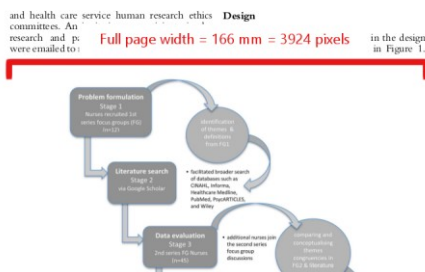 and health care service human research ethics
committees. An
research and
were emailed to
Design
in the design
in Figure 1.
Full page width = 166 mm = 3924 pixels
Problem formulation
Stage 1
Nurses recruited 1st
series focus groups (FG)
(n=12)
identification
of themes &
definitions
from FG1
Literature search
Stage 2
via Google Scholar
• facilitated broader search
of databases such as
CINAHL, Informa,
Healthcare Medline,
PubMed, PsycARTICLES,
and Wiley
Data evaluation
Stage 3
2nd series FG Nurses
(n=45)
• additional nurses join
the second series
focus group
discussions
comparing and
conceptualising
themes
congruencies in
FG1 & literature